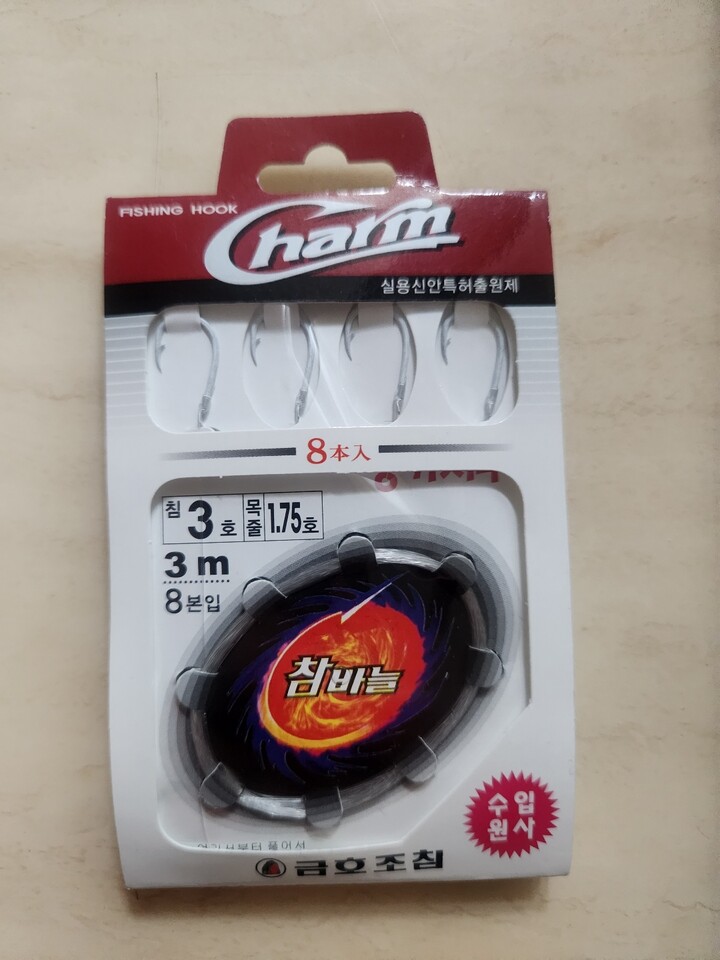 FISHING HOOK
Charm
실용신안특허출원제
8本入
침 3호 목줄 1.75호
3m
8본입
참바늘
수입
원사
금호조침